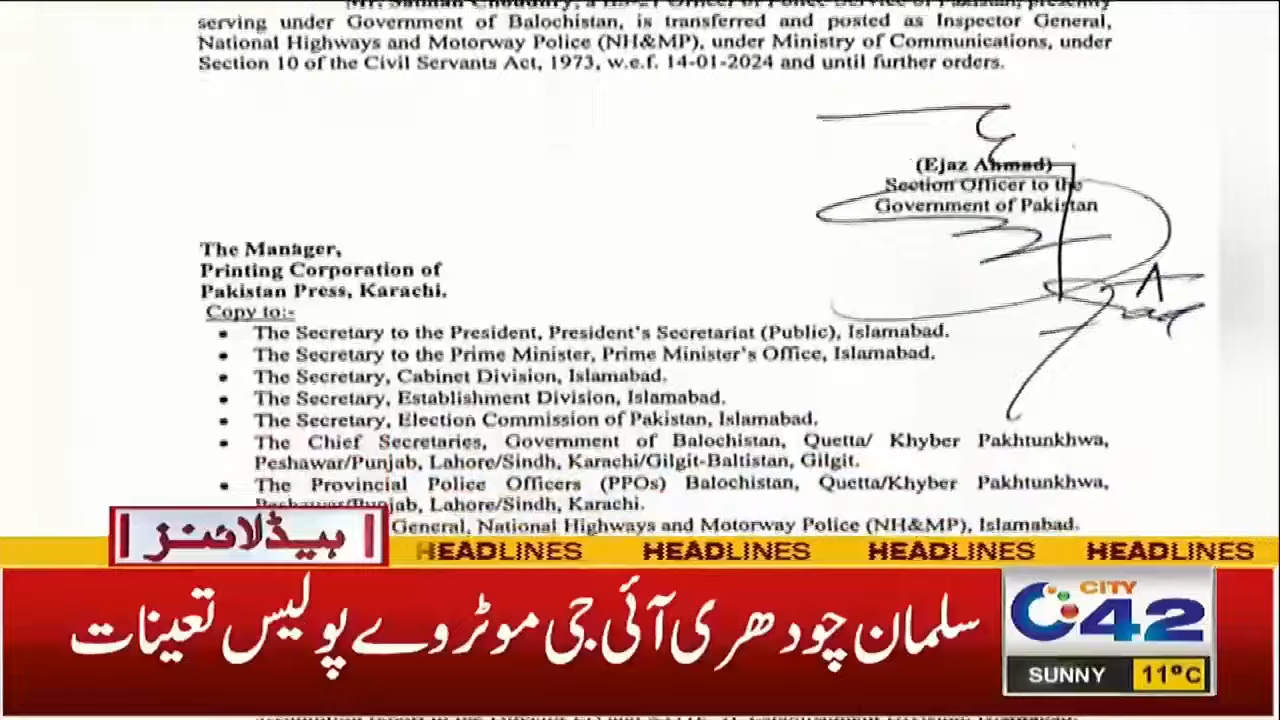 serving under Government of Balochistan, is transferred and posted as Inspector General,
National Highways and Motorway Police (NH&MP), under Ministry of Communications, under
Section 10 of the Civil Servants Act, 1973, w.e.f. 14-01-2024 and until further orders.
(Ejaz Ahmad)
Section Officer to the
Government of Pakistan
The Manager,
Printing Corporation of
Pakistan Press, Karachi.
Copy to:-
• The Secretary to the President, President's Secretariat (Public), Islamabad.
• The Secretary to the Prime Minister, Prime Minister's Office, Islamabad.
• The Secretary, Cabinet Division, Islamabad.
• The Secretary, Establishment Division, Islamabad.
• The Secretary, Election Commission of Pakistan, Islamabad.
• The Chief Secretaries, Government of Balochistan, Quetta/ Khyber Pakhtunkhwa,
Peshawar/Punjab, Lahore/Sindh, Karachi/Gilgit-Baltistan, Gilgit.
• The Provincial Police Officers (PPOs) Balochistan, Quetta/Khyber Pakhtunkhwa,
Peshawar/Punjab, Lahore/Sindh, Karachi.
General, National Highways and Motorway Police (NH&MP), Islamabad.
ہیڈلائنز
HEADLINES HEADLINES HEADLINES HEADLINES
سلمان چودھری آئی جی موٹروے پولیس تعینات
CITY
42
SUNNY 11°C